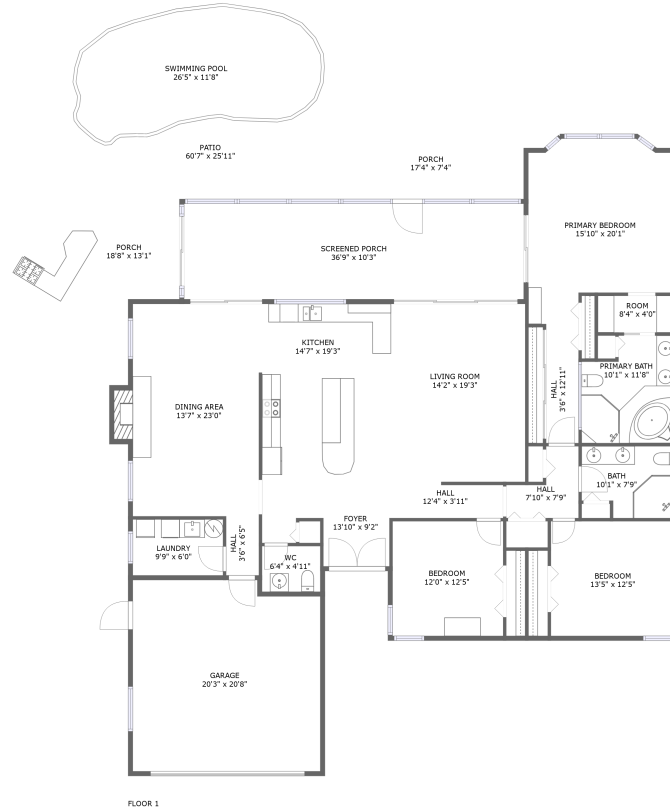 SWIMMING POOL
26'5" x 11'8"
PATIO
60'7" x 25'11"
PORCH
17'4" x 7'4"
PRIMARY BEDROOM
15'10" x 20'1"
PORCH
18'8" x 13'1"
SCREENED PORCH
36'9" x 10'3"
ROOM
8'4" x 4'0"
KITCHEN
14'7" x 19'3"
PRIMARY BATH
10'1" x 11'8"
LIVING ROOM
14'2" x 19'3"
HALL
3'6" x 12'11"
DINING AREA
13'7" x 23'0"
BATH
10'1" x 7'9"
HALL
12'4" x 3'11"
HALL
7'10" x 7'9"
FOYER
13'10" x 9'2"
HALL
3'6" x 6'5"
LAUNDRY
9'9" x 6'0"
WC
6'4" x 4'11"
BEDROOM
12'0" x 12'5"
BEDROOM
13'5" x 12'5"
GARAGE
20'3" x 20'8"
FLOOR 1